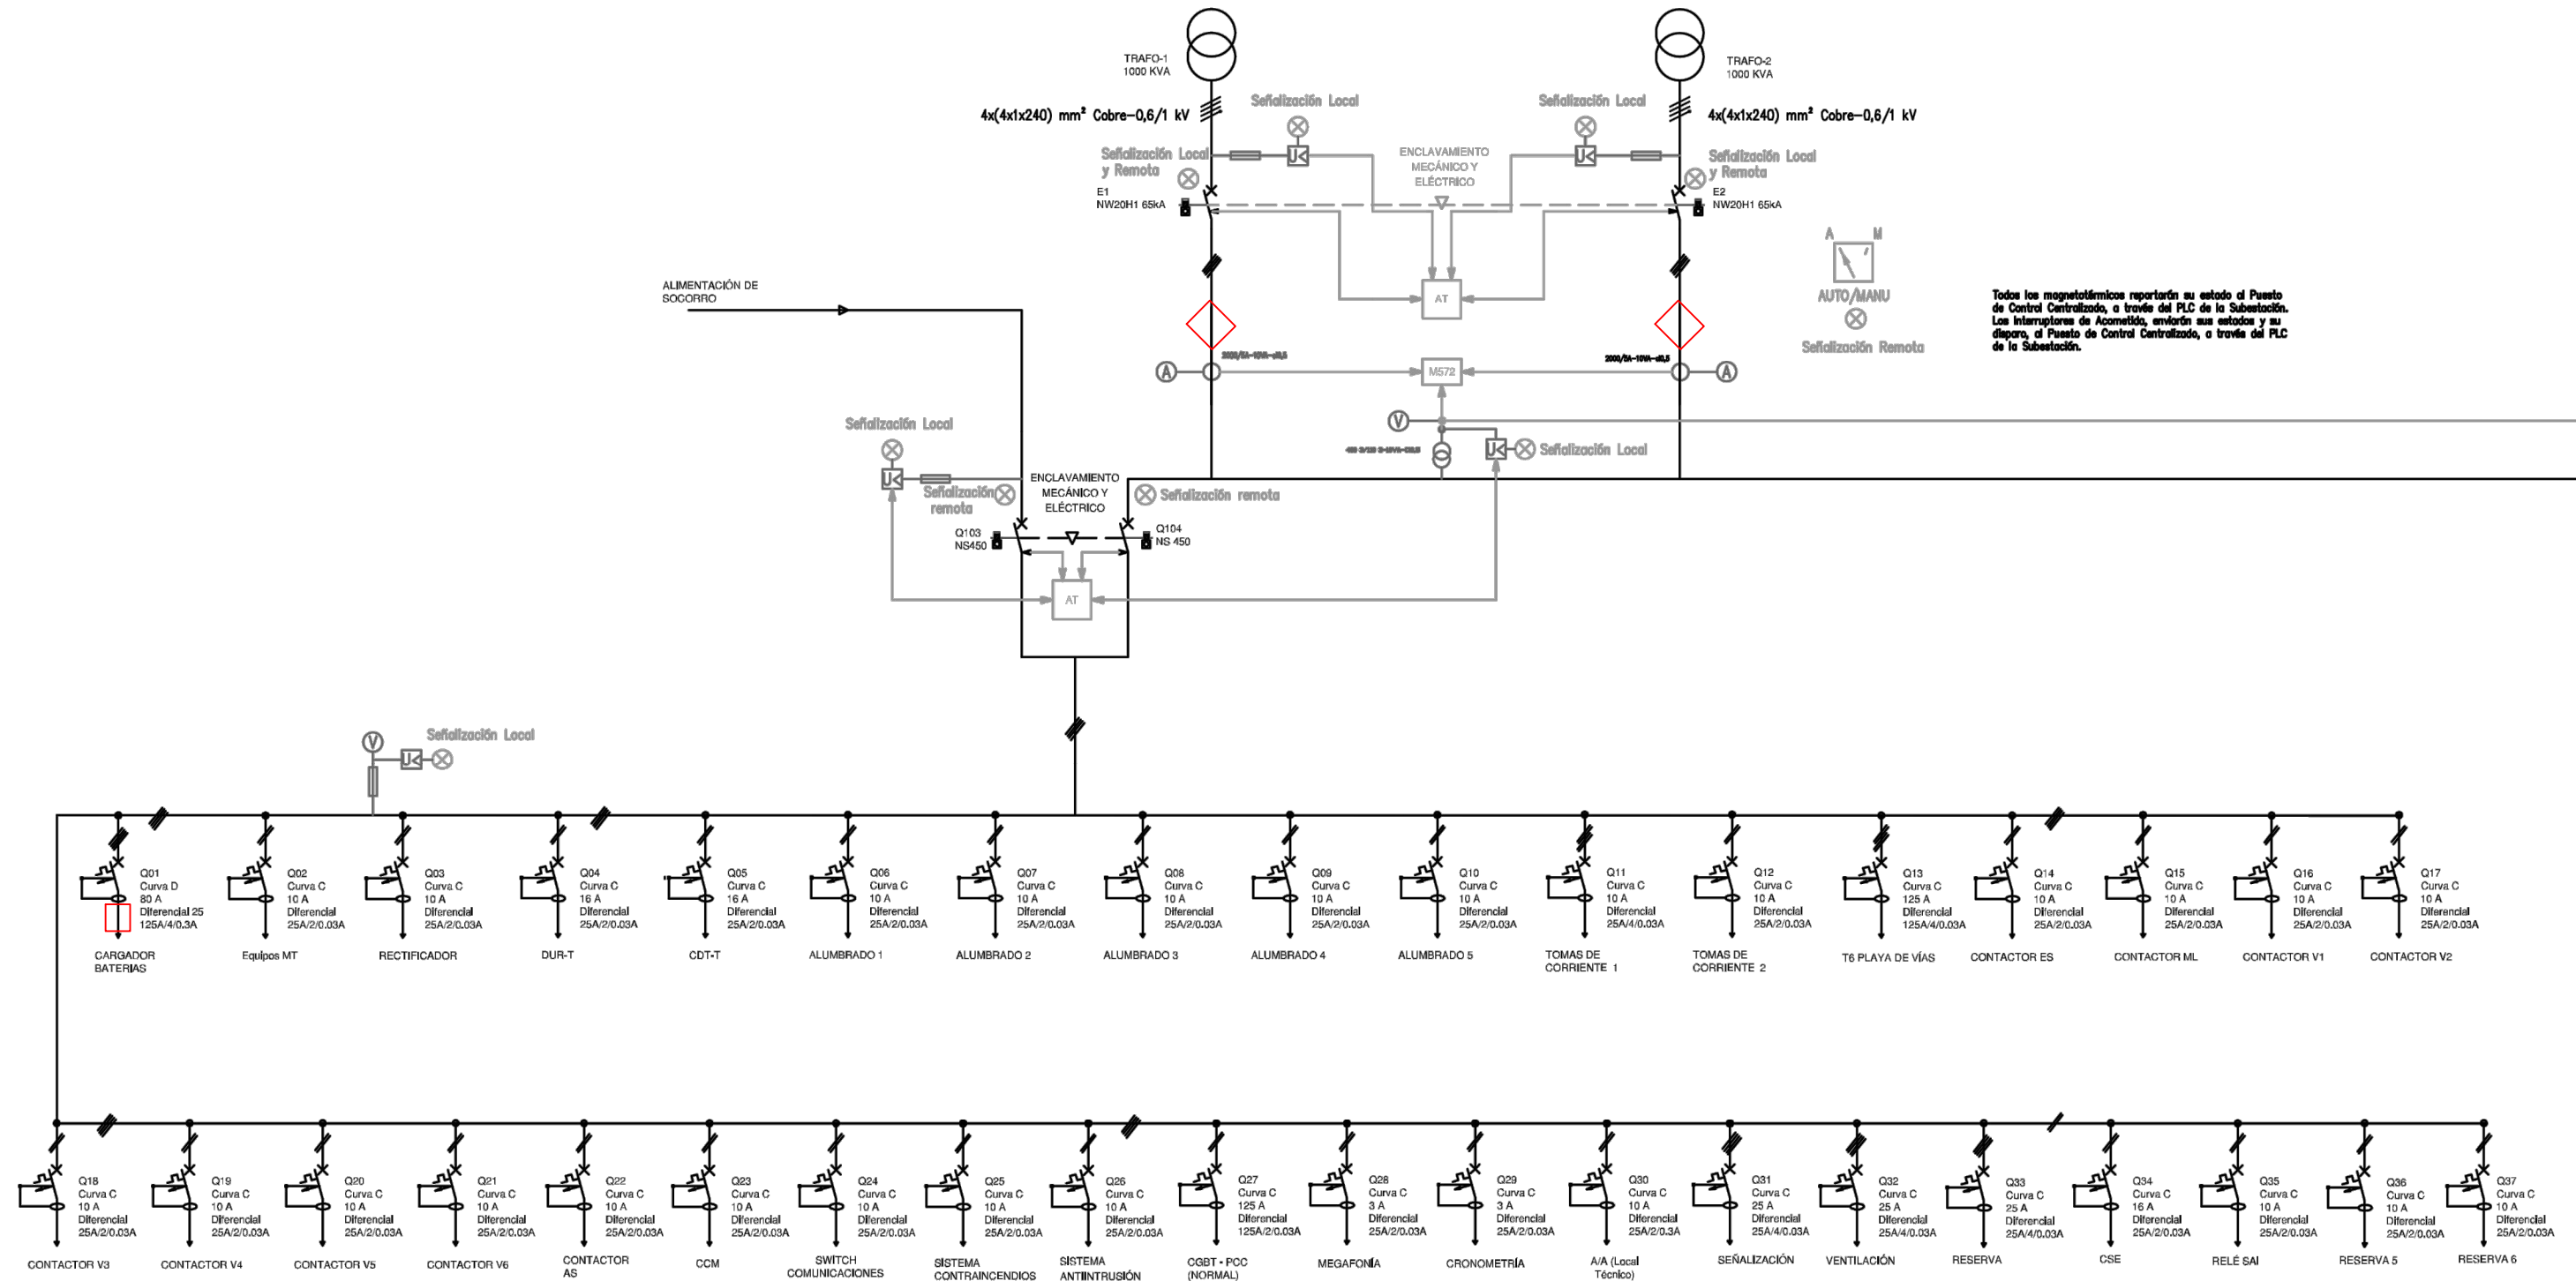 TRAFO-1
1000 KVA
TRAFO-2
1000 KVA
4x(4x1x240) mm² Cobre-0,6/1 kV
Señalización Local
Señalización Local
4x(4x1x240) mm² Cobre-0,6/1 kV
Señalización Local
y Remota
ENCLAVAMIENTO
MECÁNICO Y
ELÉCTRICO
Señalización Local
y Remota
E1
NW20H1 65kA
E2
NW20H1 65kA
U<
U<
A M
AUTO/MANU
Señalización Remota
AT
ALIMENTACIÓN DE
SOCORRO
Todos los magnetotérmicos reportarán su estado al Puesto
de Control Centralizado, a través del PLC de la Subestación.
Los Interruptores de Acometida, enviarán sus estados y su
disparo, al Puesto de Control Centralizado, a través del PLC
de la Subestación.
2000/5A-10VA-cl0,5
2000/5A-10VA-cl0,5
A
M572
A
V
U<
Señalización Local
Señalización Local
U<
Señalización
remota
ENCLAVAMIENTO
MECÁNICO Y
ELÉCTRICO
Señalización remota
Q103
NS450
Q104
NS 450
AT
V
U<
Señalización Local
Q01
Curva D
80 A
Diferencial 25
125A/4/0.3A
CARGADOR
BATERIAS
Q02
Curva C
10 A
Diferencial
25A/2/0.03A
Equipos MT
Q03
Curva C
10 A
Diferencial
25A/2/0.03A
RECTIFICADOR
Q04
Curva C
16 A
Diferencial
25A/2/0.03A
DUR-T
Q05
Curva C
16 A
Diferencial
25A/2/0.03A
CDT-T
Q06
Curva C
10 A
Diferencial
25A/2/0.03A
ALUMBRADO 1
Q07
Curva C
10 A
Diferencial
25A/2/0.03A
ALUMBRADO 2
Q08
Curva C
10 A
Diferencial
25A/2/0.03A
ALUMBRADO 3
Q09
Curva C
10 A
Diferencial
25A/2/0.03A
ALUMBRADO 4
Q10
Curva C
10 A
Diferencial
25A/2/0.03A
ALUMBRADO 5
Q11
Curva C
10 A
Diferencial
25A/4/0.03A
TOMAS DE
CORRIENTE 1
Q12
Curva C
10 A
Diferencial
25A/2/0.03A
TOMAS DE
CORRIENTE 2
Q13
Curva C
125 A
Diferencial
125A/4/0.03A
T6 PLAYA DE VÍAS
Q14
Curva C
10 A
Diferencial
25A/2/0.03A
CONTACTOR ES
Q15
Curva C
10 A
Diferencial
25A/2/0.03A
CONTACTOR ML
Q16
Curva C
10 A
Diferencial
25A/2/0.03A
CONTACTOR V1
Q17
Curva C
10 A
Diferencial
25A/2/0.03A
CONTACTOR V2
Q18
Curva C
10 A
Diferencial
25A/2/0.03A
CONTACTOR V3
Q19
Curva C
10 A
Diferencial
25A/2/0.03A
CONTACTOR V4
Q20
Curva C
10 A
Diferencial
25A/2/0.03A
CONTACTOR V5
Q21
Curva C
10 A
Diferencial
25A/2/0.03A
CONTACTOR V6
Q22
Curva C
10 A
Diferencial
25A/2/0.03A
CONTACTOR
AS
Q23
Curva C
10 A
Diferencial
25A/2/0.03A
CCM
Q24
Curva C
10 A
Diferencial
25A/2/0.03A
SWITCH
COMUNICACIONES
Q25
Curva C
10 A
Diferencial
25A/2/0.03A
SISTEMA
CONTRAINCENDIOS
Q26
Curva C
10 A
Diferencial
25A/2/0.03A
SISTEMA
ANTIINTRUSIÓN
Q27
Curva C
125 A
Diferencial
125A/2/0.03A
CGBT - PCC
(NORMAL)
Q28
Curva C
3 A
Diferencial
25A/2/0.03A
MEGAFONÍA
Q29
Curva C
3 A
Diferencial
25A/2/0.03A
CRONOMETRÍA
Q30
Curva C
10 A
Diferencial
25A/2/0.3A
A/A (Local
Técnico)
Q31
Curva C
25 A
Diferencial
25A/4/0.03A
SEÑALIZACIÓN
Q32
Curva C
25 A
Diferencial
25A/4/0.03A
VENTILACIÓN
Q33
Curva C
25 A
Diferencial
25A/4/0.03A
RESERVA
Q34
Curva C
16 A
Diferencial
25A/2/0.03A
CSE
Q35
Curva C
10 A
Diferencial
25A/2/0.03A
RELÉ SAI
Q36
Curva C
10 A
Diferencial
25A/2/0.03A
RESERVA 5
Q37
Curva C
10 A
Diferencial
25A/2/0.03A
RESERVA 6